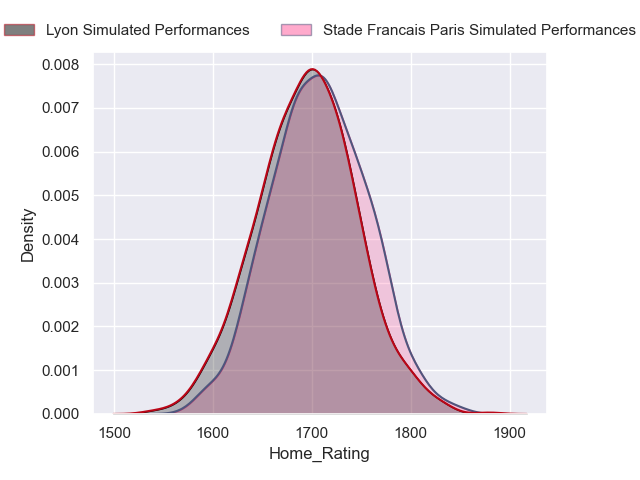 Lyon Simulated Performances
Stade Francais Paris Simulated Performances
0.008
0.007
0.006
0.005
0.004
0.003
0.002
0.001
0.000
Density
1500 1600 1700 1800 1900
Home_Rating